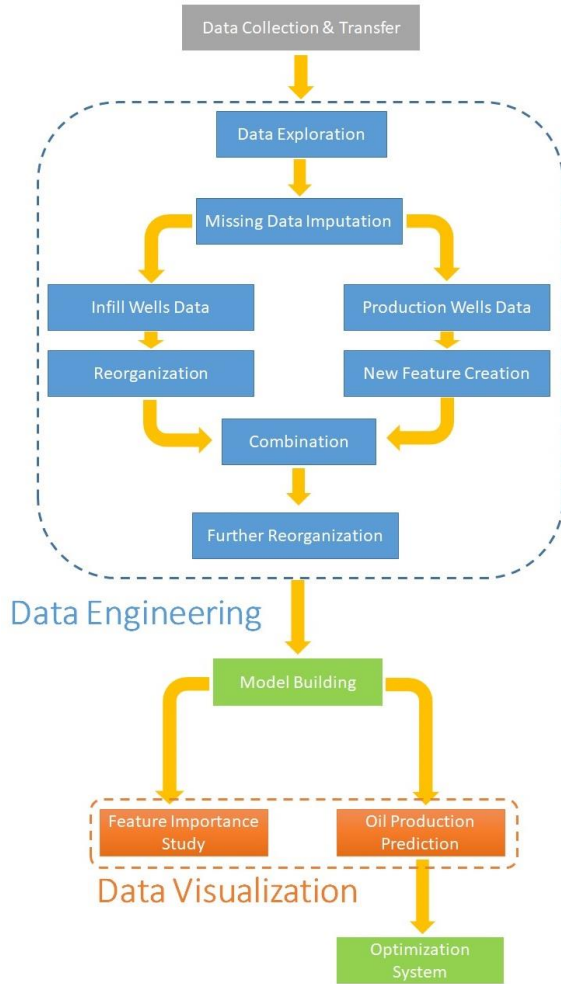 Data Collection & Transfer
Data Exploration
Missing Data Imputation
Infill Wells Data
Production Wells Data
Reorganization
New Feature Creation
Combination
Further Reorganization
Data Engineering
Model Building
Feature Importance
Study
Oil Production
Prediction
Data Visualization
Optimization
System